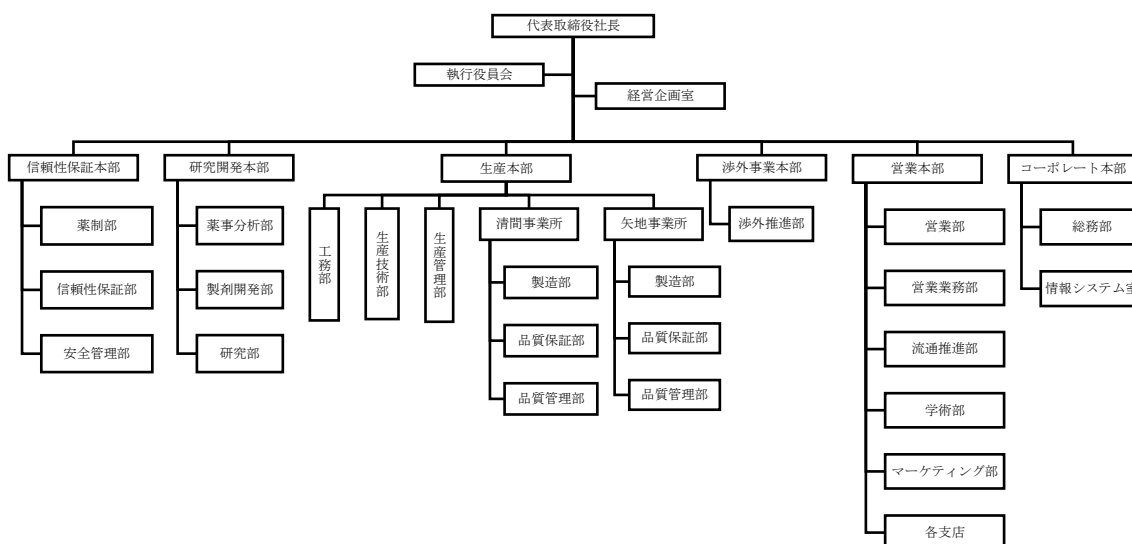 代表取締役社長
執行役員会
経営企画室
信頼性保証本部
研究開発本部
生産本部
渉外事業本部
営業本部
コーポレート本部
薬制部
信頼性保証部
安全管理部
薬事分析部
製剤開発部
研究部
工務部
生産技術部
生産管理部
清間事業所
製造部
品質保証部
品質管理部
矢地事業所
製造部
品質保証部
品質管理部
渉外推進部
営業部
営業業務部
流通推進部
学術部
マーケティング部
各支店
総務部
情報システム室